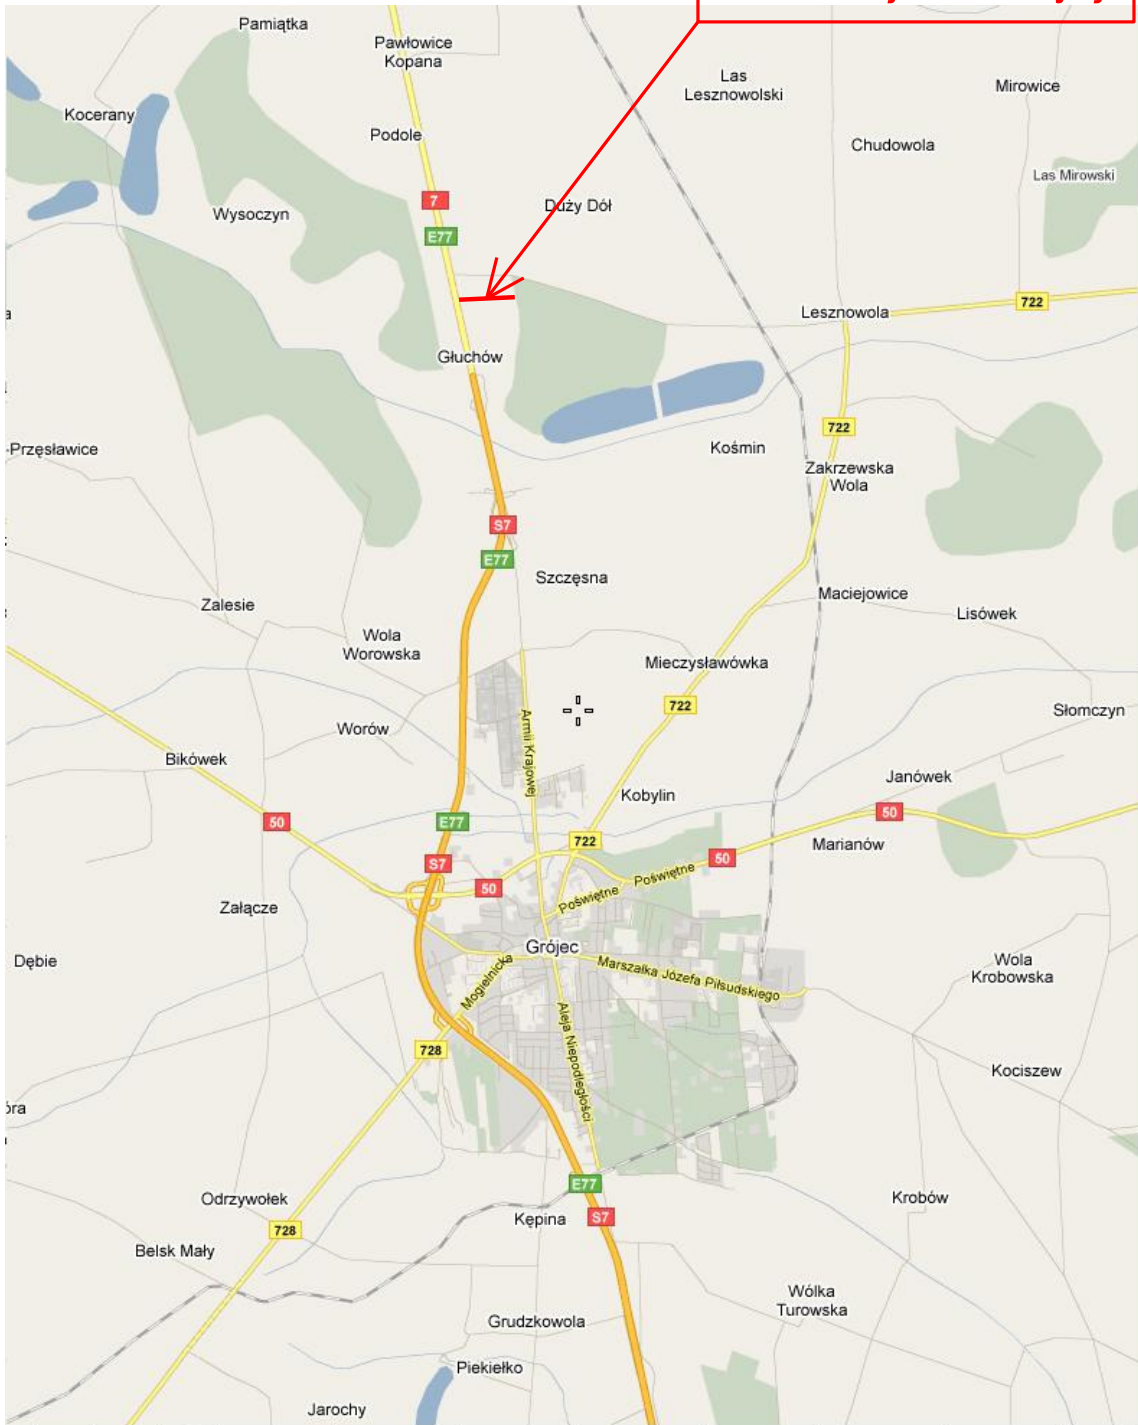 Pamiątka
Pawłowice
Kopana
Las
Lesznowolski
Mirowice
Kocerany
Podole
Chudowola
Las Mirowski
7
Wysoczyn
Duży Dół
E77
722
Lesznowola
Głuchów
722
Kośmin
-Przęsławice
Zakrzewska
Wola
S7
E77
Szczęsna
Maciejowice
Zalesie
Lisówek
Wola
Worowska
Mieczysławówka
722
Słomczyn
Armii Krajowej
Worów
Bikówek
Janówek
Kobylin
50
E77
50
722
Marianów
50
S7
Poświętne
50
Poświętne
Załącze
Grójec
Dębie
Mogielnicka
Marszałka Józefa Piłsudskiego
Wola
Krobowska
Aleja Niepodległości
728
Kociszew
óra
E77
Odrzywołek
Krobów
Kępina
S7
728
Belsk Mały
Wólka
Turowska
Grudzkowola
Piekiełko
Jarochy